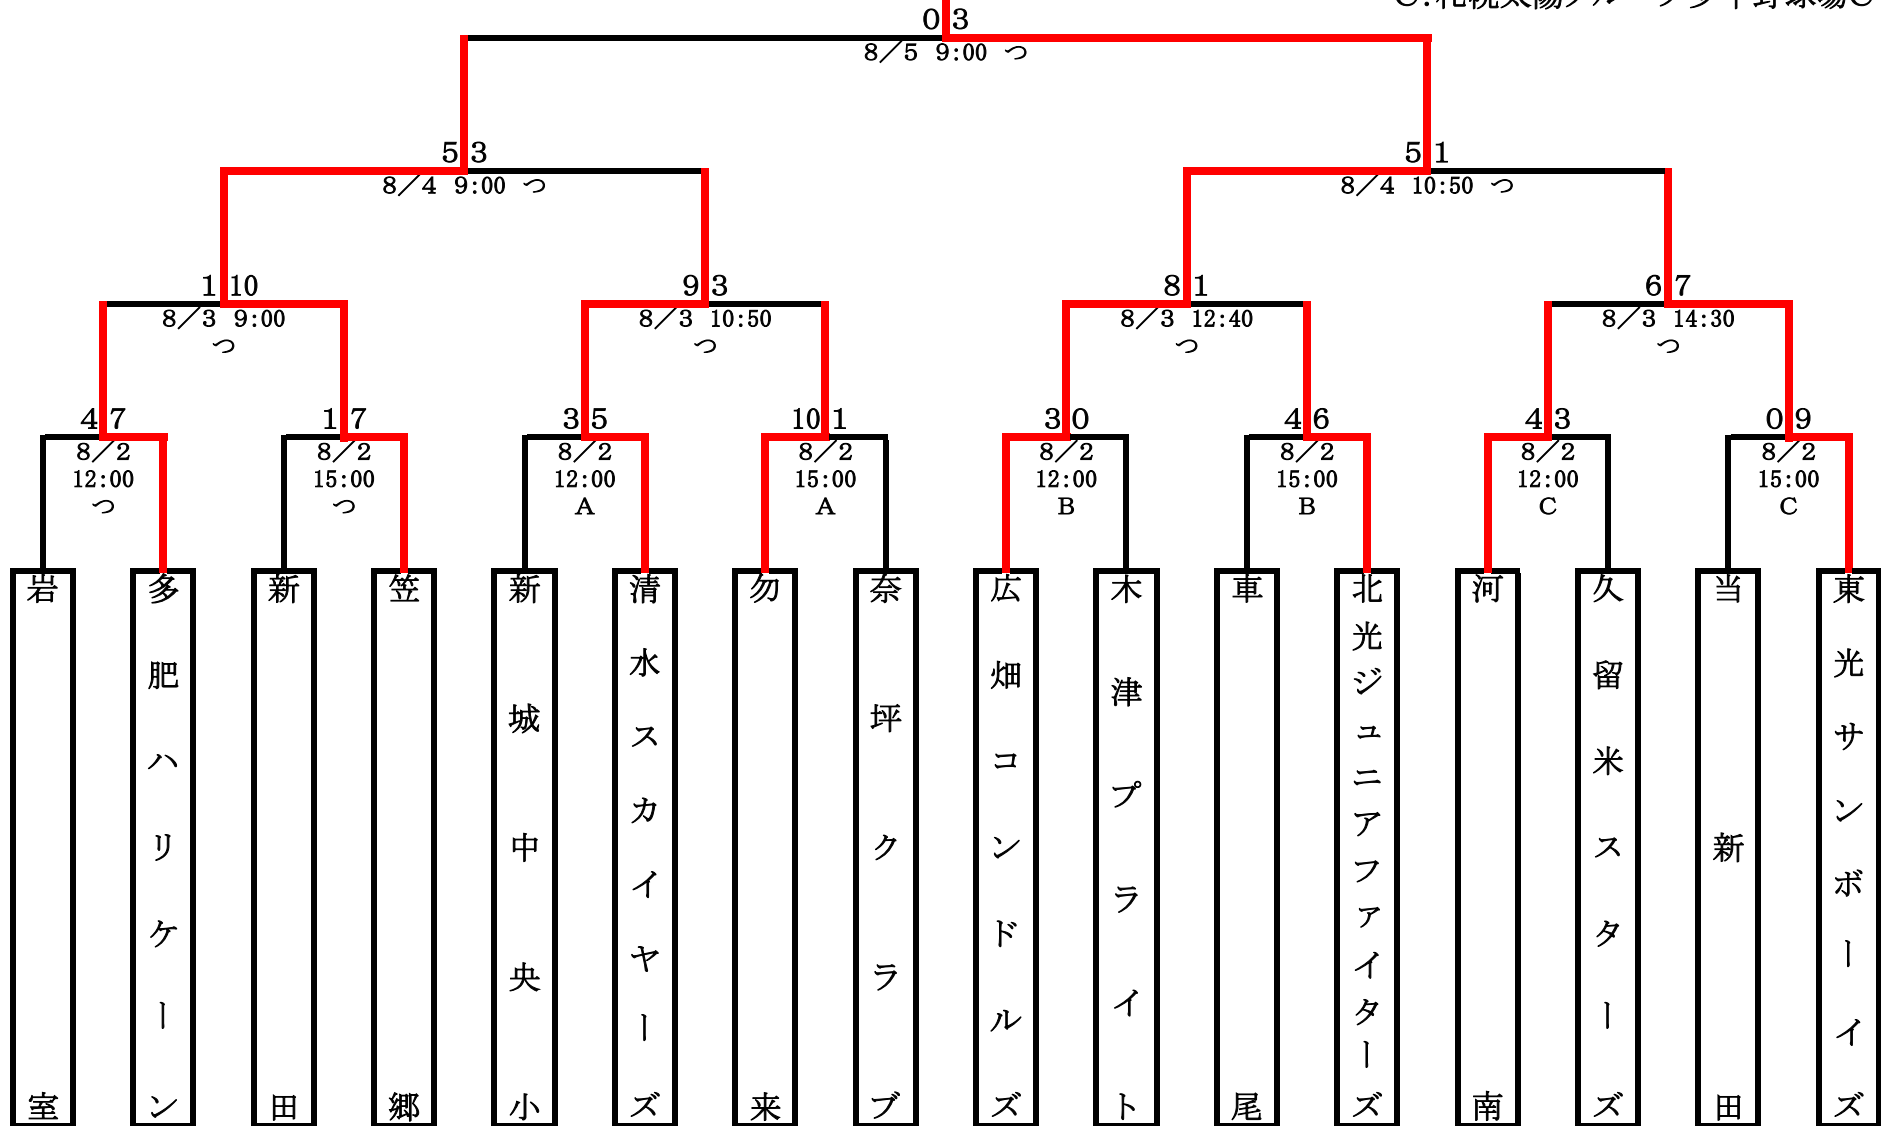 0 3
8／5 9:00 つ
5 3
8／4 9:00 つ
5 1
8／4 10:50 つ
1 10
8／3 9:00
つ
9 3
8／3 10:50
つ
8 1
8／3 12:40
つ
6 7
8／3 14:30
つ
4 7
8／2
12:00
つ
1 7
8／2
15:00
つ
3 5
8／2
12:00
A
10 1
8／2
15:00
A
3 0
8／2
12:00
B
4 6
8／2
15:00
B
4 3
8／2
12:00
C
0 9
8／2
15:00
C
岩室
多肥ハリケーン
新田
笠郷
新城中央小
清水スカイヤーズ
勿来
奈坪クラブ
広畑コンドルズ
木津プライト
車尾
北光ジュニアファイターズ
河南
久留米スターズ
当新田
東光サンボーイズ